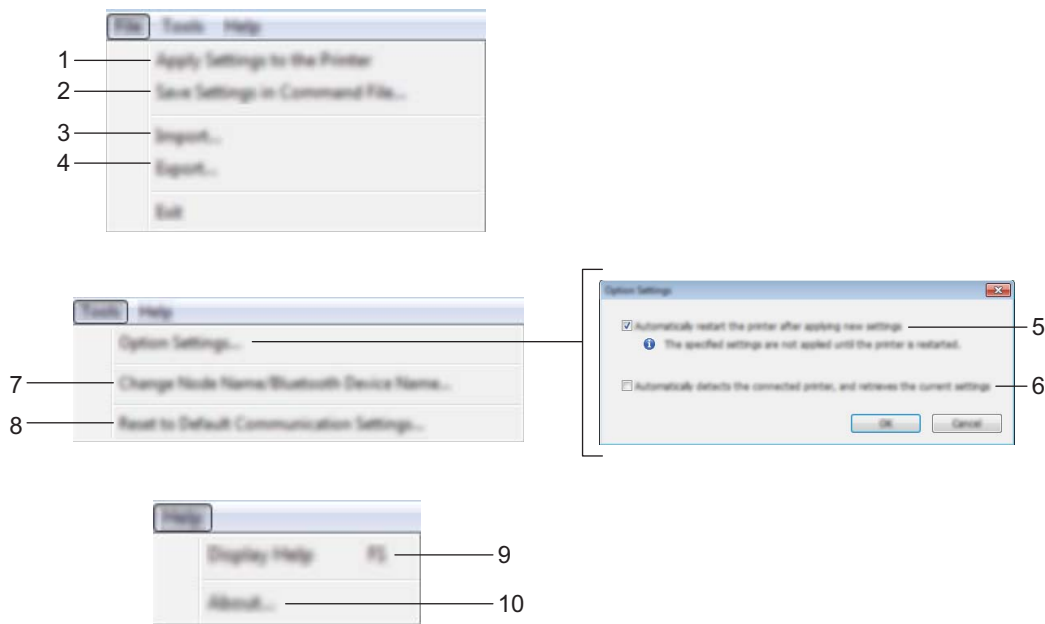 File Tools Help
1 Apply Settings to the Printer
2 Save Settings in Command File...
3 Import...
4 Export...
Exit
Tools Help
Option Settings...
7 Change Node Name/Bluetooth Device Name...
8 Reset to Default Communication Settings...
Option Settings
Automatically restart the printer after applying new settings 5
The specified settings are not applied until the printer is restarted.
Automatically detects the connected printer, and retrieves the current settings 6
OK Cancel
Help
Display Help F1 9
About... 10